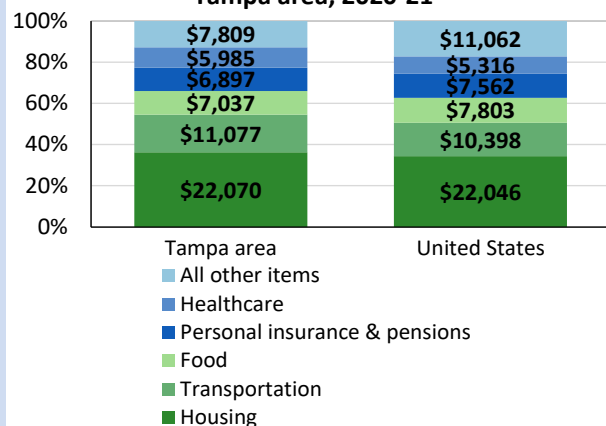 Tampa area, 2020-21
100%
80%
60%
40%
20%
0%
$7,809
$5,985
$6,897
$7,037
$11,077
$22,070
$11,062
$5,316
$7,562
$7,803
$10,398
$22,046
Tampa area
United States
All other items
Healthcare
Personal insurance & pensions
Food
Transportation
Housing